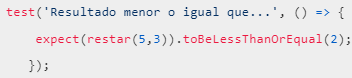 test('Resultado menor o igual que...', () => {
expect(restar(5,3)).toBeLessThanOrEqual(2);
});